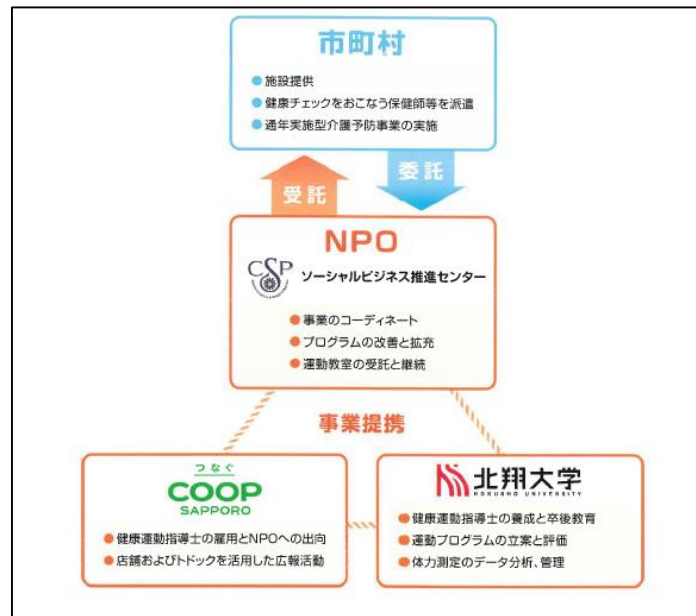 市町村
● 施設提供
● 健康チェックをおこなう保健師等を派遣
● 通年実施型介護予防事業の実施
受託
委託
NPO
CSP ソーシャルビジネス推進センター
● 事業のコーディネート
● プログラムの改善と拡充
● 運動教室の受託と継続
事業提携
つなぐ
COOP
SAPPORO
● 健康運動指導士の雇用とNPOへの出向
● 店舗およびトドックを活用した広報活動
北翔大学
HOKUSHO UNIVERSITY
● 健康運動指導士の養成と卒後教育
● 運動プログラムの立案と評価
● 体力測定のデータ分析、管理